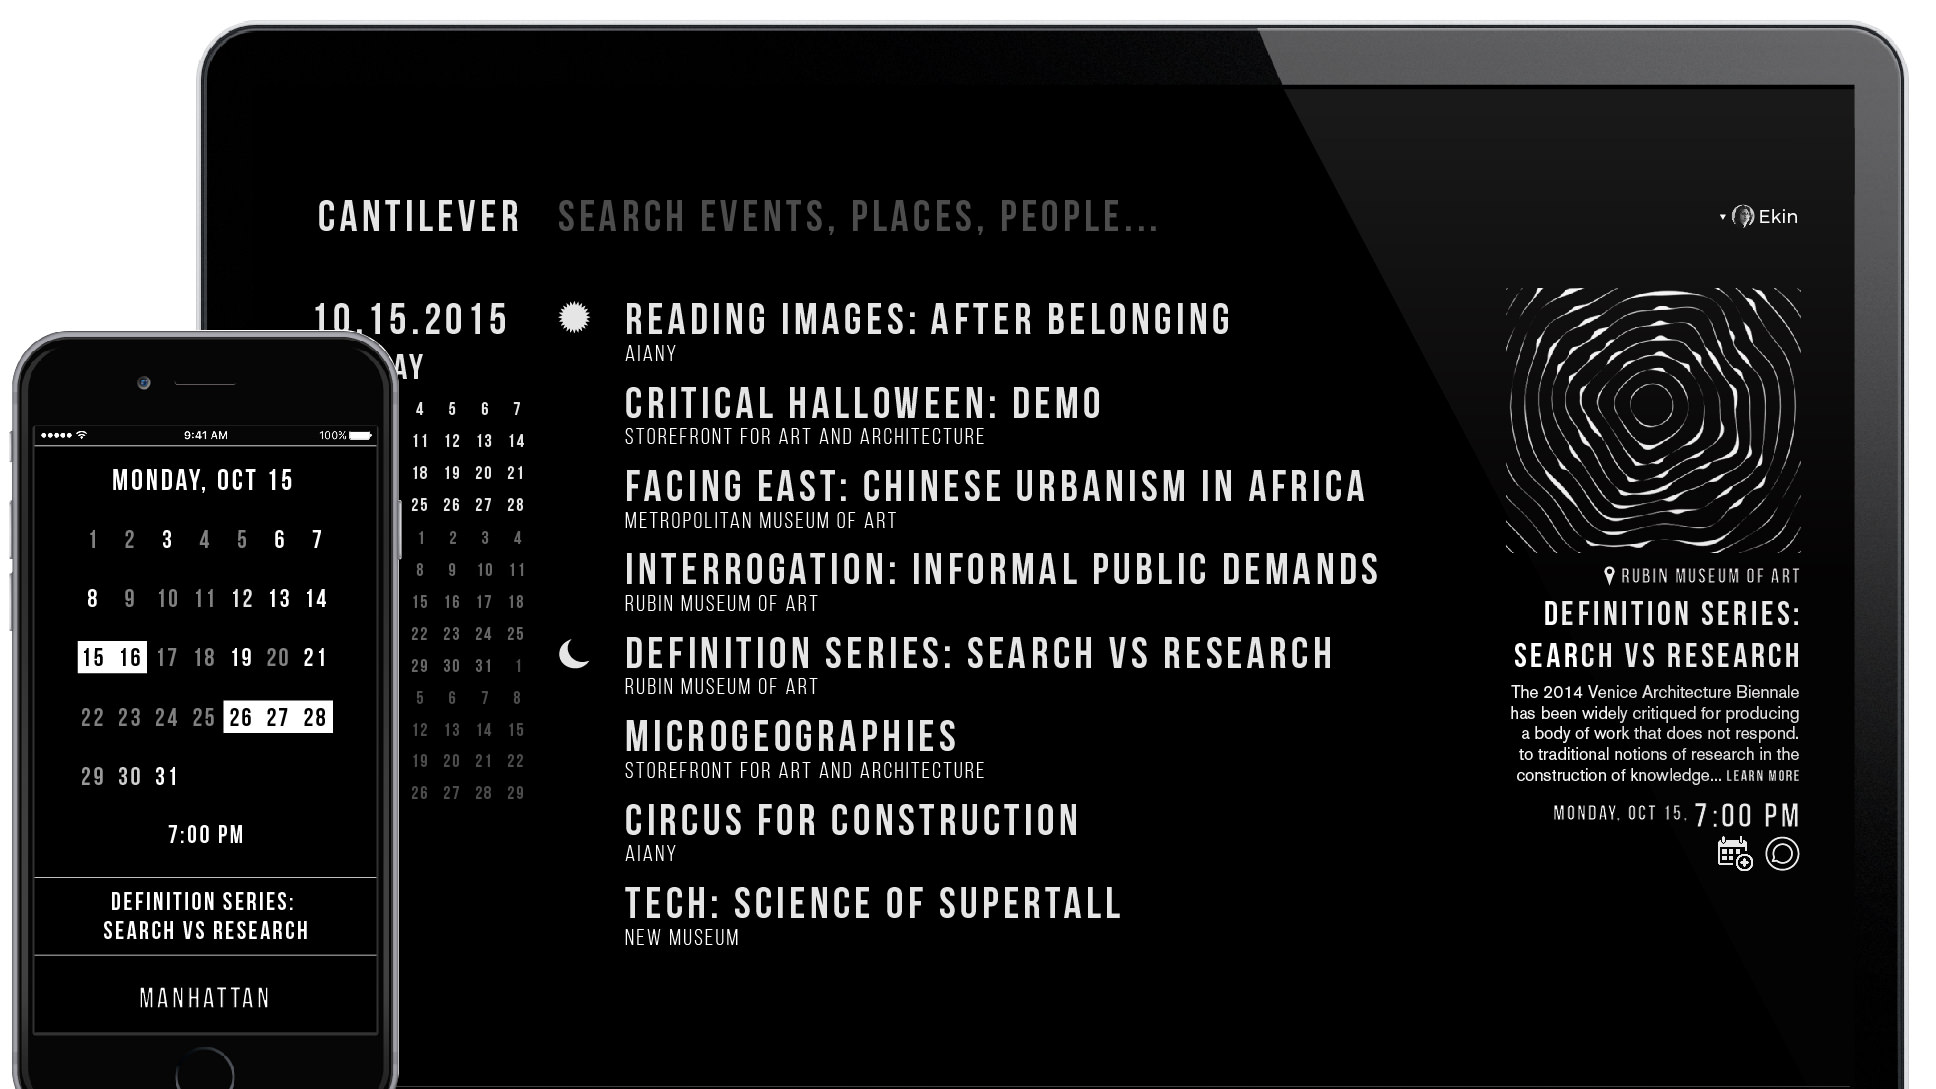 CANTILEVER SEARCH EVENTS, PLACES, PEOPLE...
Ekin
10.15.2015
AY
4 5 6 7
11 12 13 14
18 19 20 21
25 26 27 28
1 2 3 4
8 9 10 11
15 16 17 18
22 23 24 25
29 30 31 1
5 6 7 8
12 13 14 15
19 20 21 22
26 27 28 29
READING IMAGES: AFTER BELONGING
AIANY
CRITICAL HALLOWEEN: DEMO
STOREFRONT FOR ART AND ARCHITECTURE
FACING EAST: CHINESE URBANISM IN AFRICA
METROPOLITAN MUSEUM OF ART
INTERROGATION: INFORMAL PUBLIC DEMANDS
RUBIN MUSEUM OF ART
DEFINITION SERIES: SEARCH VS RESEARCH
RUBIN MUSEUM OF ART
MICROGEOGRAPHIES
STOREFRONT FOR ART AND ARCHITECTURE
CIRCUS FOR CONSTRUCTION
AIANY
TECH: SCIENCE OF SUPERTALL
NEW MUSEUM
RUBIN MUSEUM OF ART
DEFINITION SERIES:
SEARCH VS RESEARCH
The 2014 Venice Architecture Biennale
has been widely critiqued for producing
a body of work that does not respond.
to traditional notions of research in the
construction of knowledge... LEARN MORE
MONDAY, OCT 15, 7:00 PM
9:41 AM 100%
MONDAY, OCT 15
1 2 3 4 5 6 7
8 9 10 11 12 13 14
15 16 17 18 19 20 21
22 23 24 25 26 27 28
29 30 31
7:00 PM
DEFINITION SERIES:
SEARCH VS RESEARCH
MANHATTAN